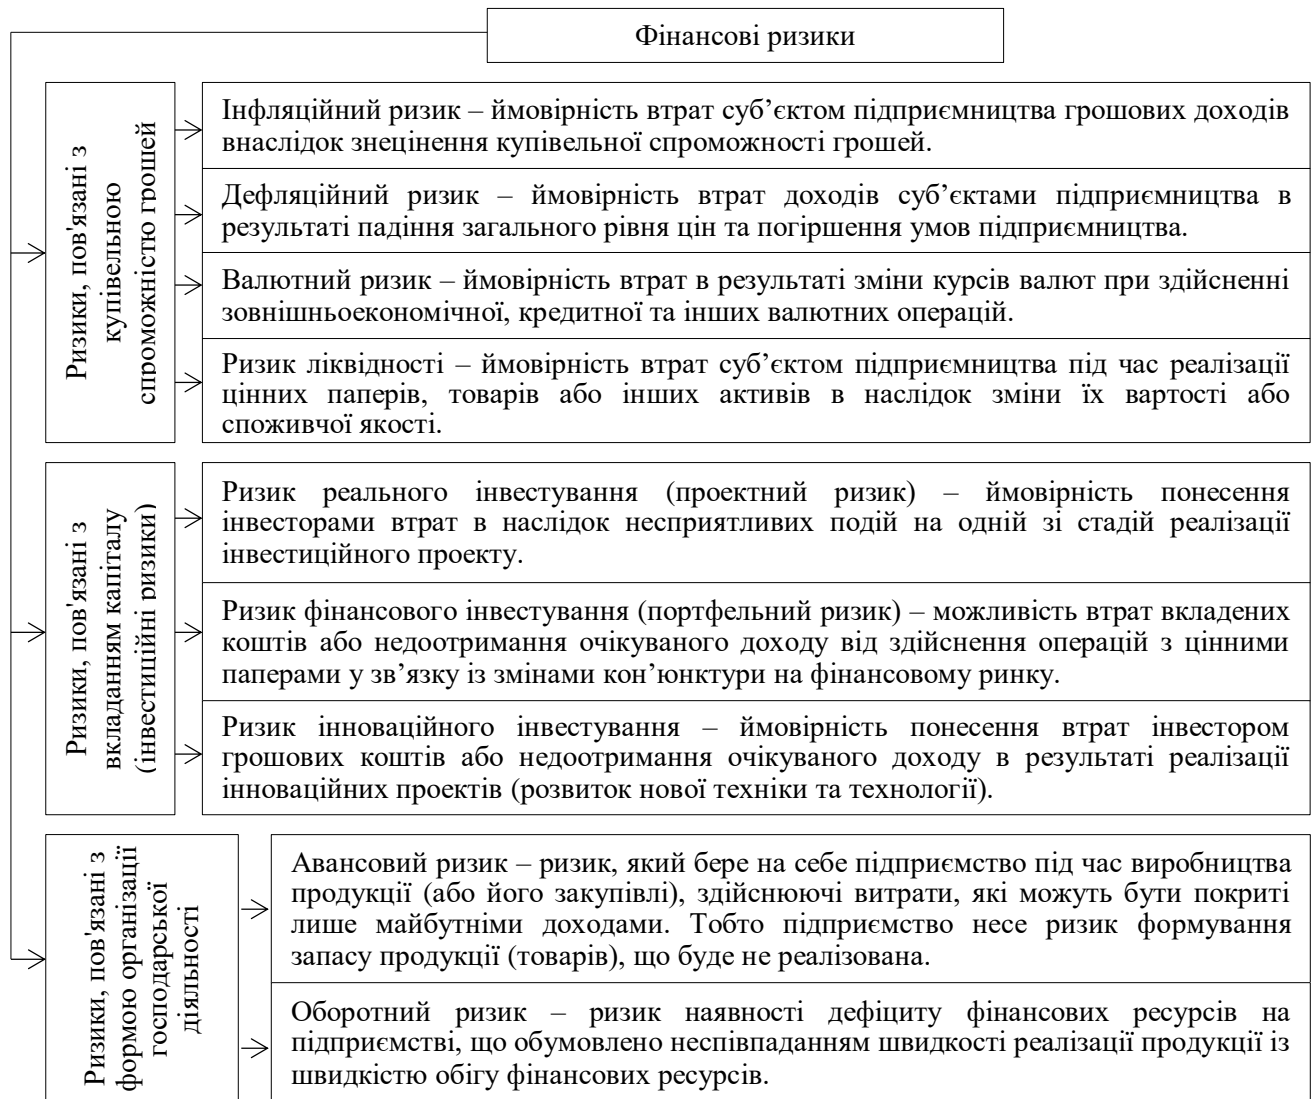 Фінансові ризики
Ризики, пов'язані з
купівельною
спроможністю грошей
Інфляційний ризик – ймовірність втрат суб’єктом підприємництва грошових доходів
внаслідок знецінення купівельної спроможності грошей.
Дефляційний ризик – ймовірність втрат доходів суб’єктами підприємництва в
результаті падіння загального рівня цін та погіршення умов підприємництва.
Валютний ризик – ймовірність втрат в результаті зміни курсів валют при здійсненні
зовнішньоекономічної, кредитної та інших валютних операцій.
Ризик ліквідності – ймовірність втрат суб’єктом підприємництва під час реалізації
цінних паперів, товарів або інших активів в наслідок зміни їх вартості або
споживчої якості.
Ризики, пов'язані з
вкладанням капіталу
(інвестиційні ризики)
Ризик реального інвестування (проектний ризик) – ймовірність понесення
інвесторами втрат в наслідок несприятливих подій на одній зі стадій реалізації
інвестиційного проекту.
Ризик фінансового інвестування (портфельний ризик) – можливість втрат вкладених
коштів або недоотримання очікуваного доходу від здійснення операцій з цінними
паперами у зв’язку із змінами кон’юнктури на фінансовому ринку.
Ризик інноваційного інвестування – ймовірність понесення втрат інвестором
грошових коштів або недоотримання очікуваного доходу в результаті реалізації
інноваційних проектів (розвиток нової техніки та технології).
Ризики, пов'язані з
формою організації
господарської
діяльності
Авансовий ризик – ризик, який бере на себе підприємство під час виробництва
продукції (або його закупівлі), здійснюючі витрати, які можуть бути покриті
лише майбутніми доходами. Тобто підприємство несе ризик формування
запасу продукції (товарів), що буде не реалізована.
Оборотний ризик – ризик наявності дефіциту фінансових ресурсів на
підприємстві, що обумовлено неспівпаданням швидкості реалізації продукції із
швидкістю обігу фінансових ресурсів.